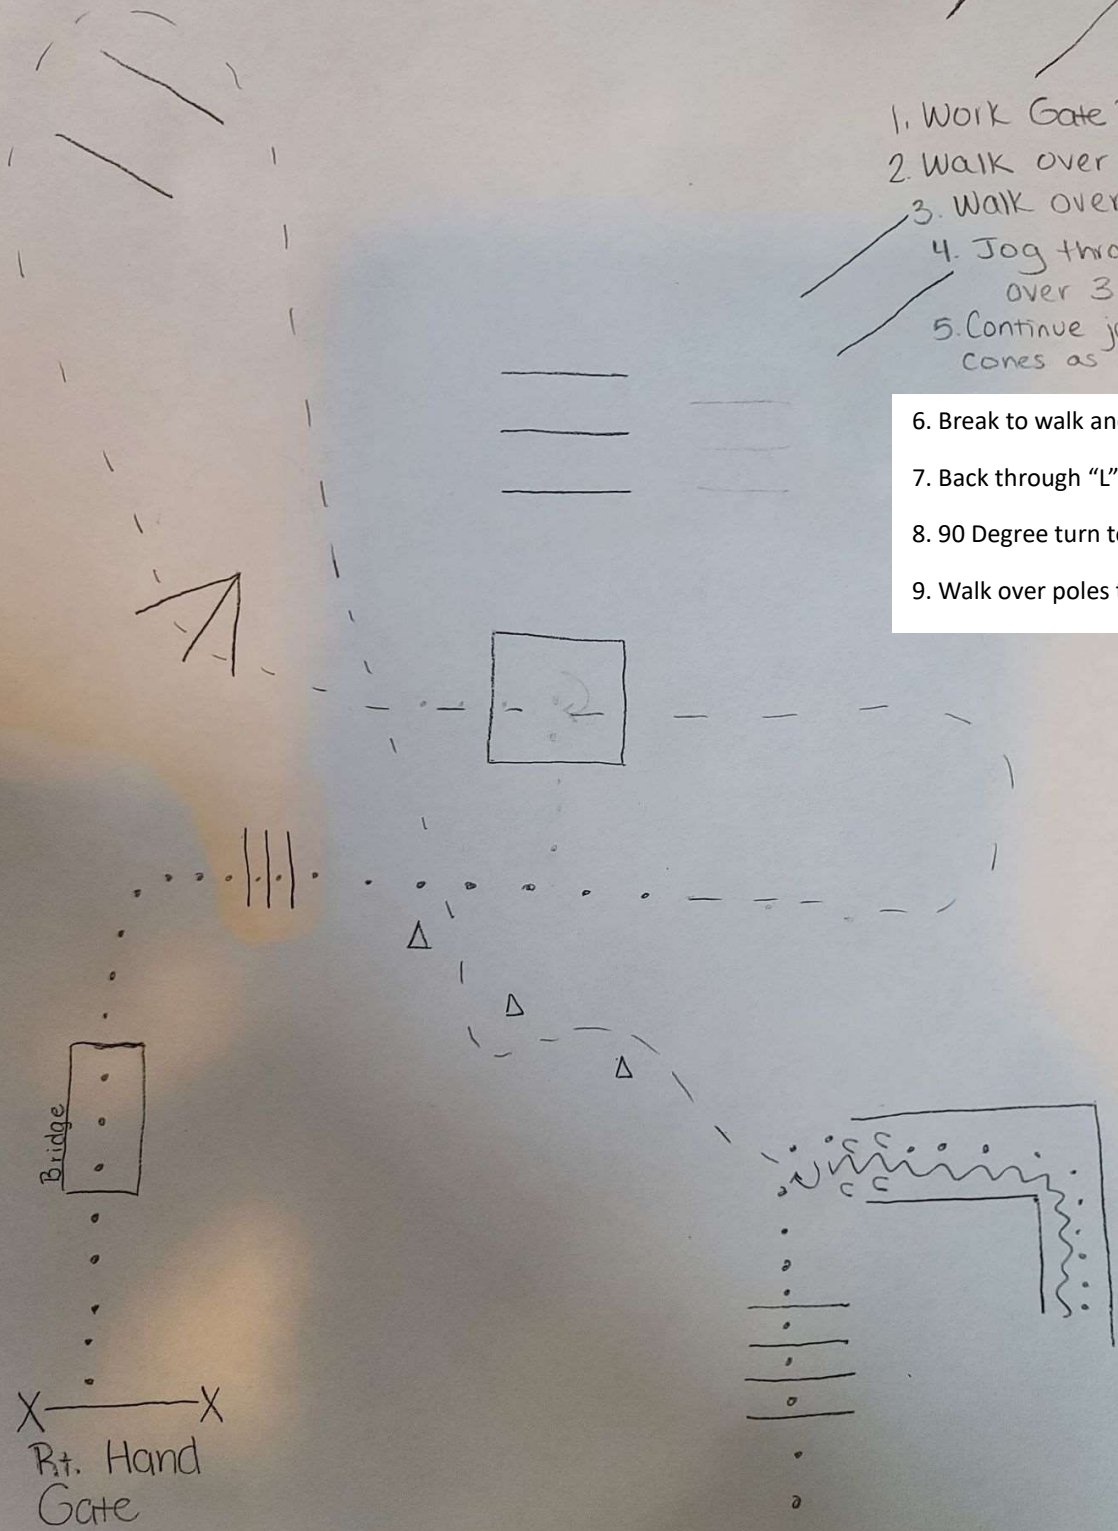 1. Work Gate
2. Walk over
3. Walk over
4. Jog thro
over 3
5. Continue j
cones as
6. Break to walk an
7. Back through “L”
8. 90 Degree turn t
9. Walk over poles
Bridge
X X
Rt. Hand
Gate